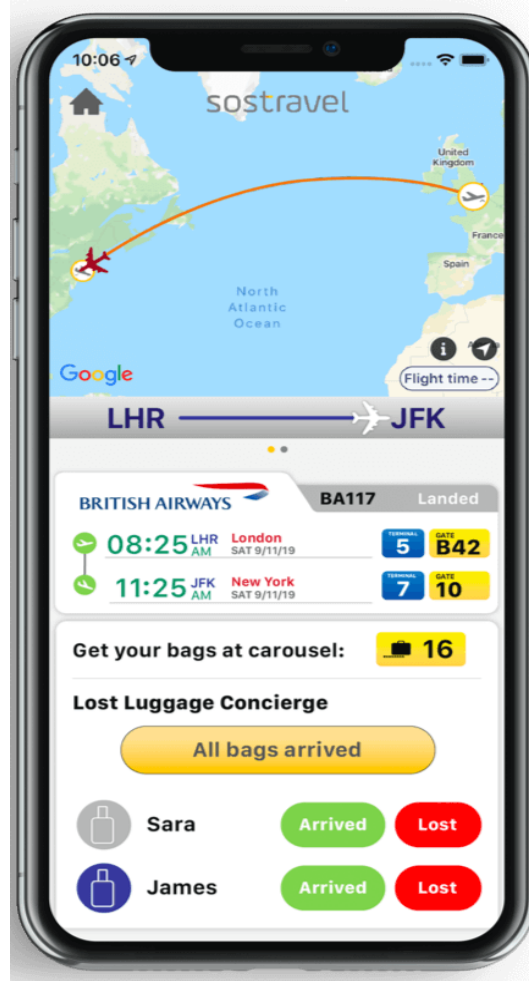 10:06
sostravel
United
Kingdom
France
Spain
North
Atlantic
Ocean
Google
Flight time --
LHR JFK
BRITISH AIRWAYS BA117 Landed
08:25 AM LHR London SAT 9/11/19 TERMINAL 5 GATE B42
11:25 AM JFK New York SAT 9/11/19 TERMINAL 7 GATE 10
Get your bags at carousel: 16
Lost Luggage Concierge
All bags arrived
Sara Arrived Lost
James Arrived Lost